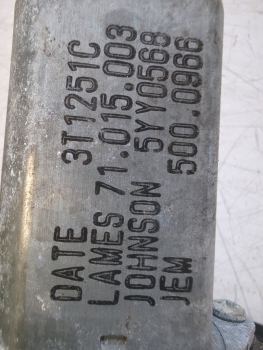 DATE 3T1251C
LAMES 71.015.003
JOHNSON 5YY0568
JEM 500.0966